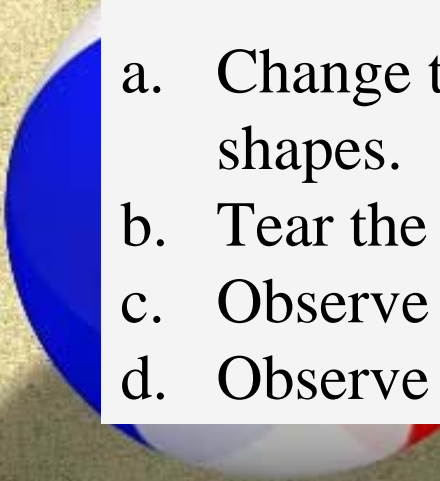 a. Change
shapes.
b. Tear the
c. Observe
d. Observe